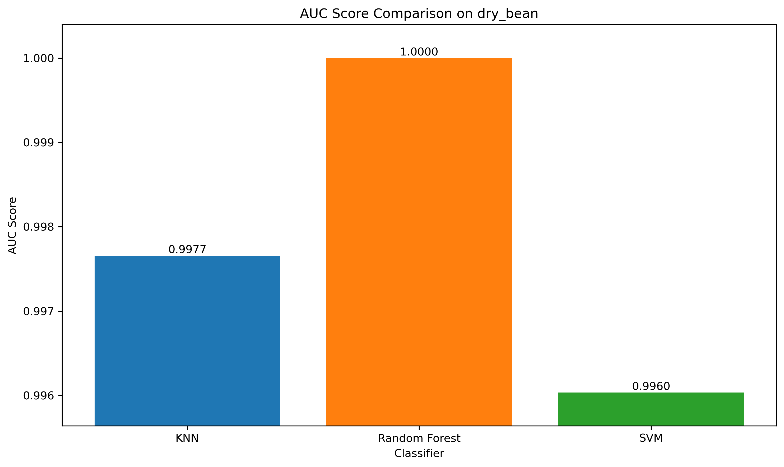 AUC Score Comparison on dry_bean
AUC Score
1.000
0.999
0.998
0.997
0.996
0.9977
1.0000
0.9960
KNN
Random Forest
SVM
Classifier